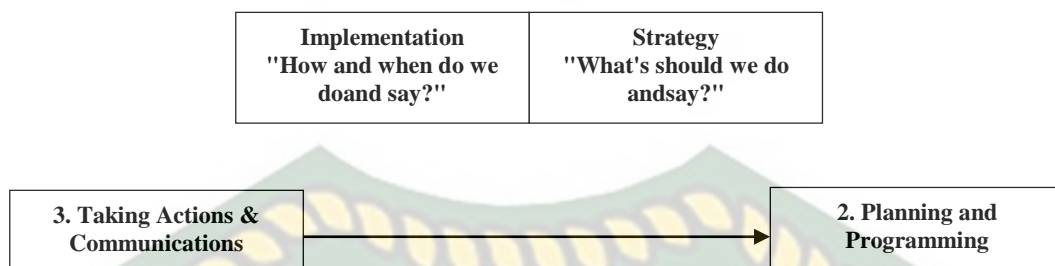 Implementation
"How and when do we
doand say?"
Strategy
"What's should we do
andsay?"
3. Taking Actions &
Communications
2. Planning and
Programming